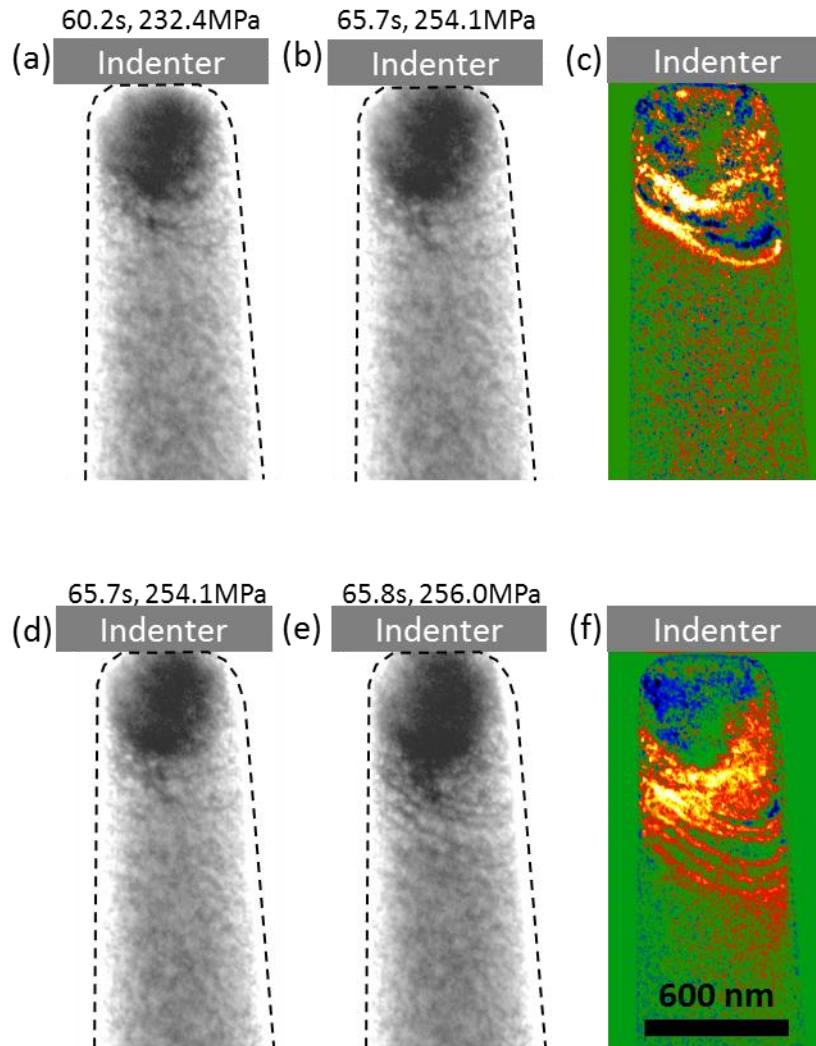 60.2s, 232.4MPa
65.7s, 254.1MPa
(a)
Indenter
(b)
Indenter
(c)
Indenter
65.7s, 254.1MPa
65.8s, 256.0MPa
(d)
Indenter
(e)
Indenter
(f)
Indenter
600 nm